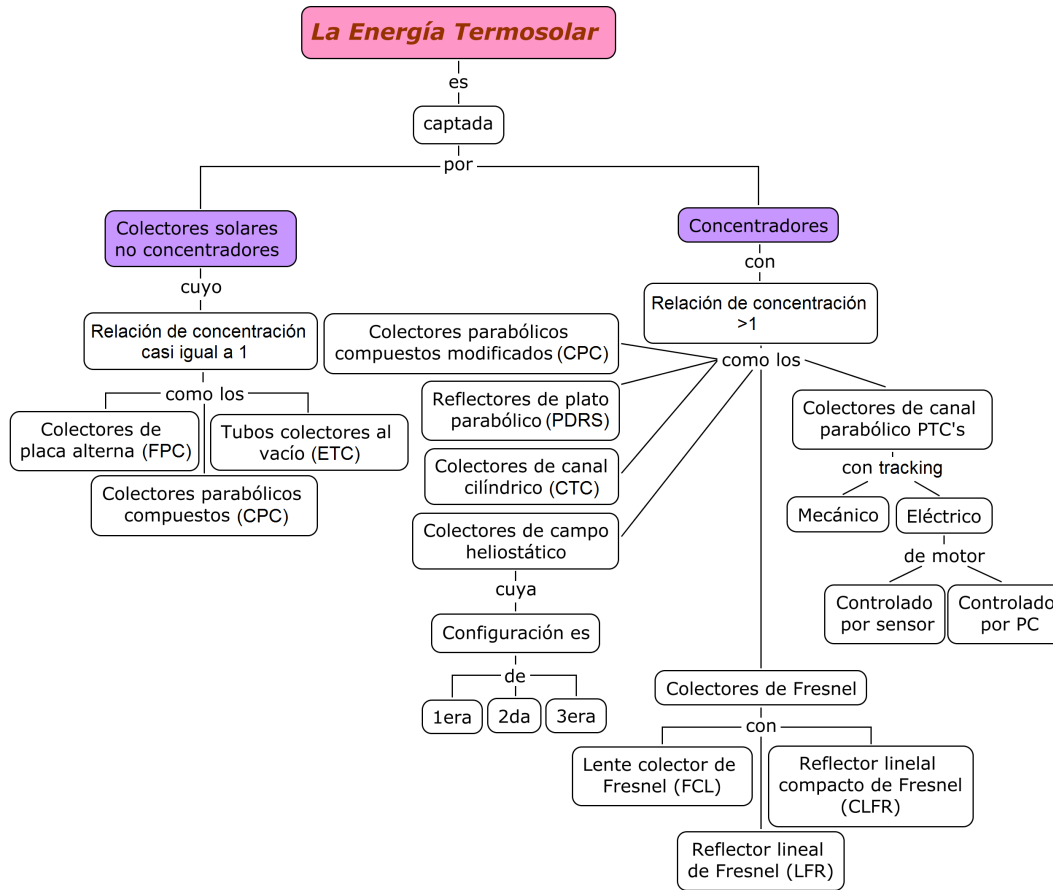 La Energía Termosolar
es
captada
por
Colectores solares
no concentradores
cuyo
Relación de concentración
casi igual a 1
como los
Colectores de
placa alterna (FPC)
Tubos colectores al
vacío (ETC)
Colectores parabólicos
compuestos (CPC)
Concentradores
con
Relación de concentración
>1
como los
Colectores parabólicos
compuestos modificados (CPC)
Reflectores de plato
parabólico (PDRS)
Colectores de canal
cilíndrico (CTC)
Colectores de campo
heliostático
cuya
Configuración es
de
1era
2da
3era
Colectores de canal
parabólico PTC's
con tracking
Mecánico
Eléctrico
de motor
Controlado
por sensor
Controlado
por PC
Colectores de Fresnel
con
Lente colector de
Fresnel (FCL)
Reflector linelal
compacto de Fresnel
(CLFR)
Reflector lineal
de Fresnel (LFR)